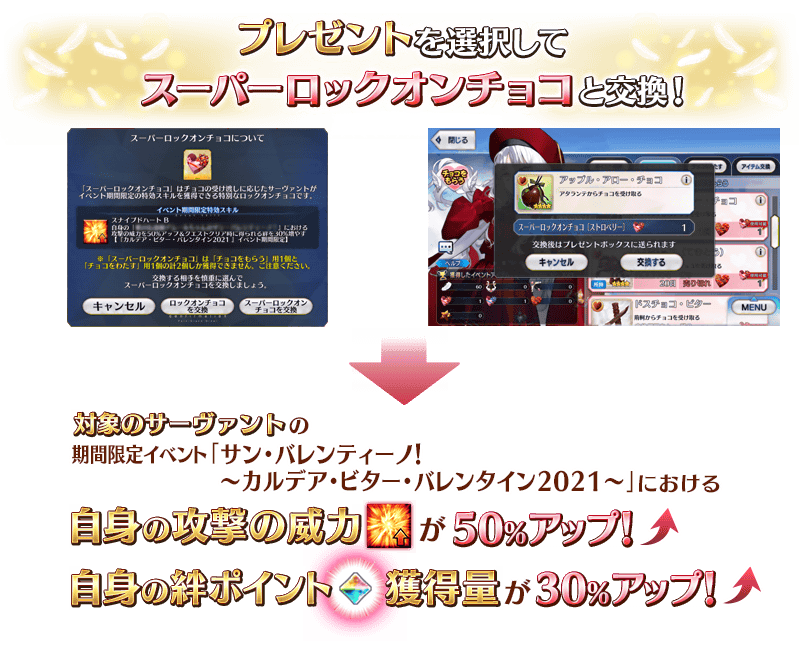 プレゼントを選択して
スーパーロックオンチョコと交換!
スーパーロックオンチョコについて
「スーパーロックオンチョコ」はチョコの受け渡しに応じたサーヴァントが
イベント期間限定の特効スキルを獲得できる特別なロックオンチョコです。
イベント期間限定特効スキル
スナイプドハート B
自身の
における
攻撃の威力を50%アップ&クエストクリア時に得られる絆を30%増やす
【『カルデア・ビター・バレンタイン2021』イベント期間限定】
※『スーパーロックオンチョコ』は「チョコをもらう」用1個と
「チョコをわたす」用1個の計2個しか獲得できません、ご注意ください。
交換する相手を慎重に選んで
スーパーロックオンチョコを交換しましょう。
キャンセル
ロックオンチョコ
を交換
スーパーロックオン
チョコを交換
閉じる
チョコを
もらう
ヘルプ
獲得したイベントア
アイテム交換
アップル・アロー・チョコ
アタランテからチョコを受け取る
スーパーロックオンチョコ[ストロベリー] 1
交換後はプレゼントボックスに送られます
キャンセル
交換する
ドスチョコ・ビター
MENU
対象のサーヴァントの
期間限定イベント「サン・バレンティーノ!
~カルデア・ビター・バレンタイン2021~」における
自身の攻撃の威力が50%アップ!
自身の絆ポイント獲得量が30%アップ!